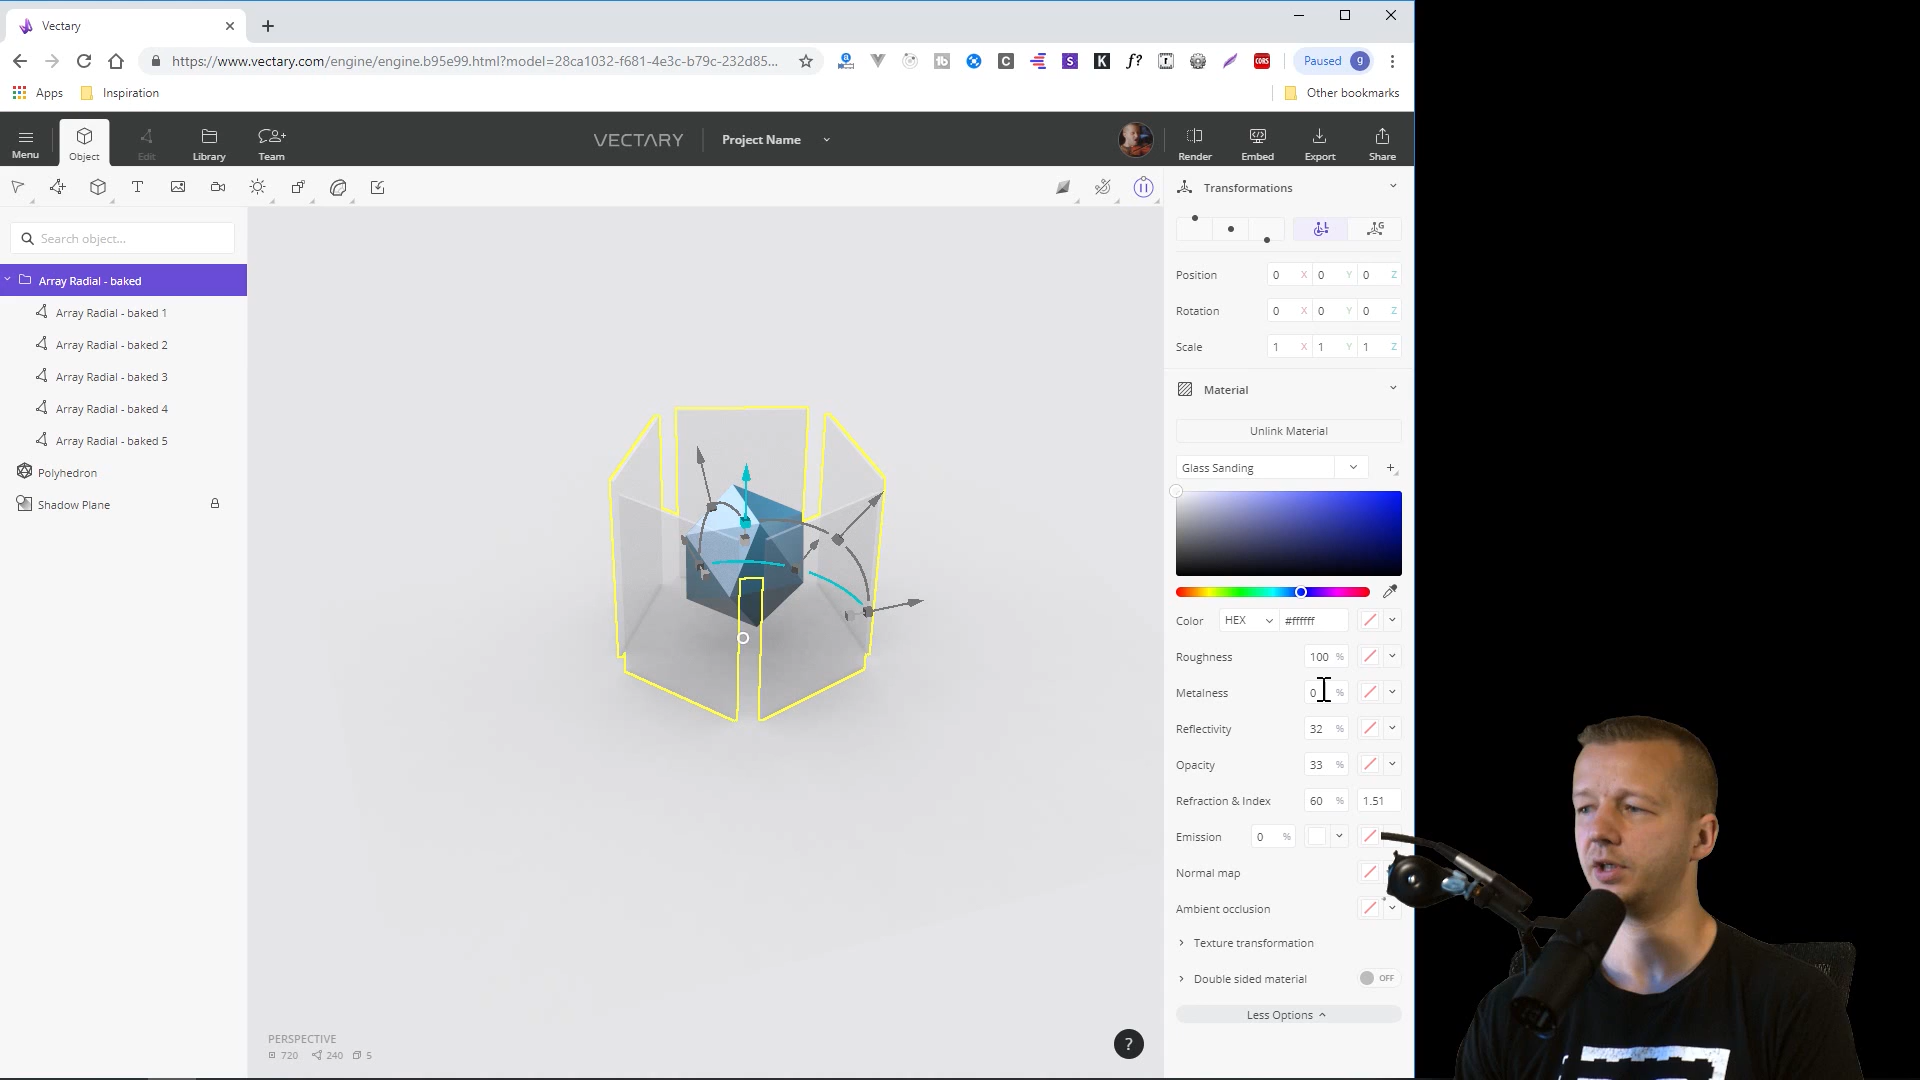 Vectary
https://www.vectary.com/engine/engine.b95e99.html?model=28ca1032-f681-4e3c-b79c-232d85...
Paused g
Apps Inspiration Other bookmarks
Menu Object Edit Library Team
VECTARY Project Name
Render Embed Export Share
Search object...
Array Radial - baked
Array Radial - baked 1
Array Radial - baked 2
Array Radial - baked 3
Array Radial - baked 4
Array Radial - baked 5
Polyhedron
Shadow Plane
PERSPECTIVE
720 240 5
?
Transformations
L G
Position 0 X 0 Y 0 Z
Rotation 0 X 0 Y 0 Z
Scale 1 X 1 Y 1 Z
Material
Unlink Material
Glass Sanding
Color HEX #ffffff
Roughness 100 %
Metalness 0 %
Reflectivity 32 %
Opacity 33 %
Refraction & Index 60 % 1.51
Emission 0 %
Normal map
Ambient occlusion
Texture transformation
Double sided material OFF
Less Options